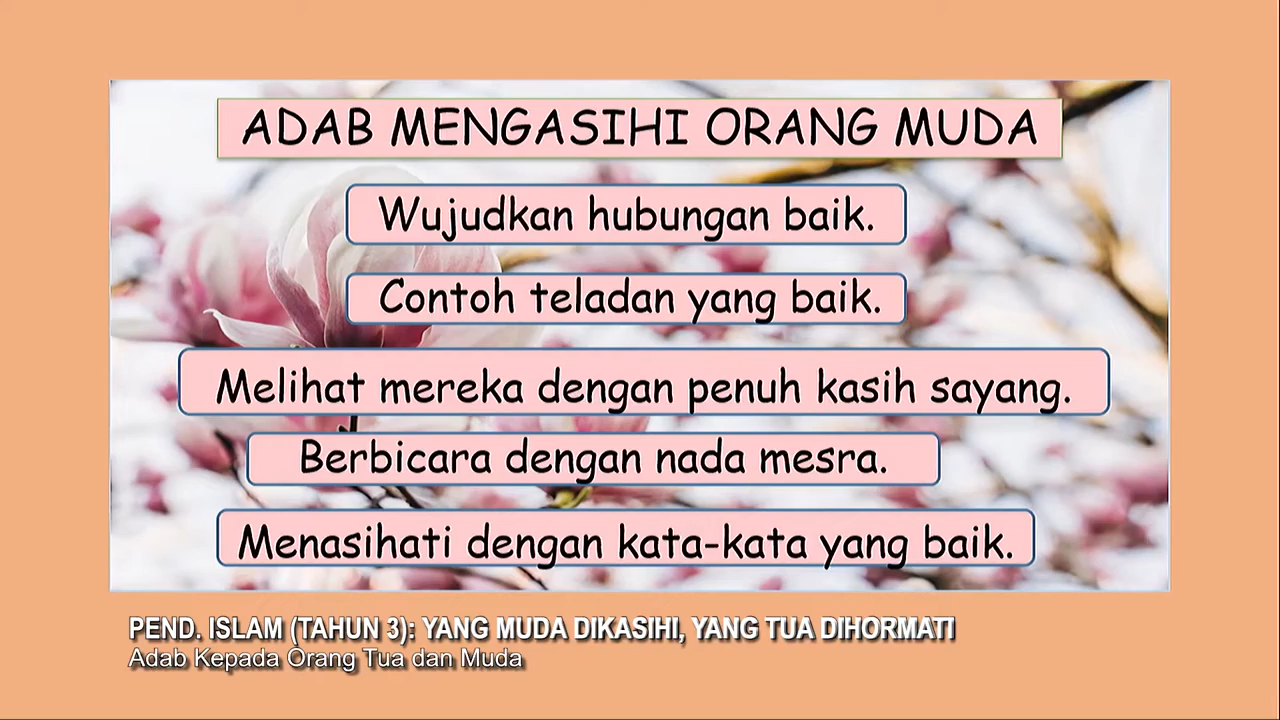 ADAB MENGASIHI ORANG MUDA
Wujudkan hubungan baik.
Contoh teladan yang baik.
Melihat mereka dengan penuh kasih sayang.
Berbicara dengan nada mesra.
Menasihati dengan kata-kata yang baik.
PEND. ISLAM (TAHUN 3): YANG MUDA DIKASIHI, YANG TUA DIHORMATI
Adab Kepada Orang Tua dan Muda